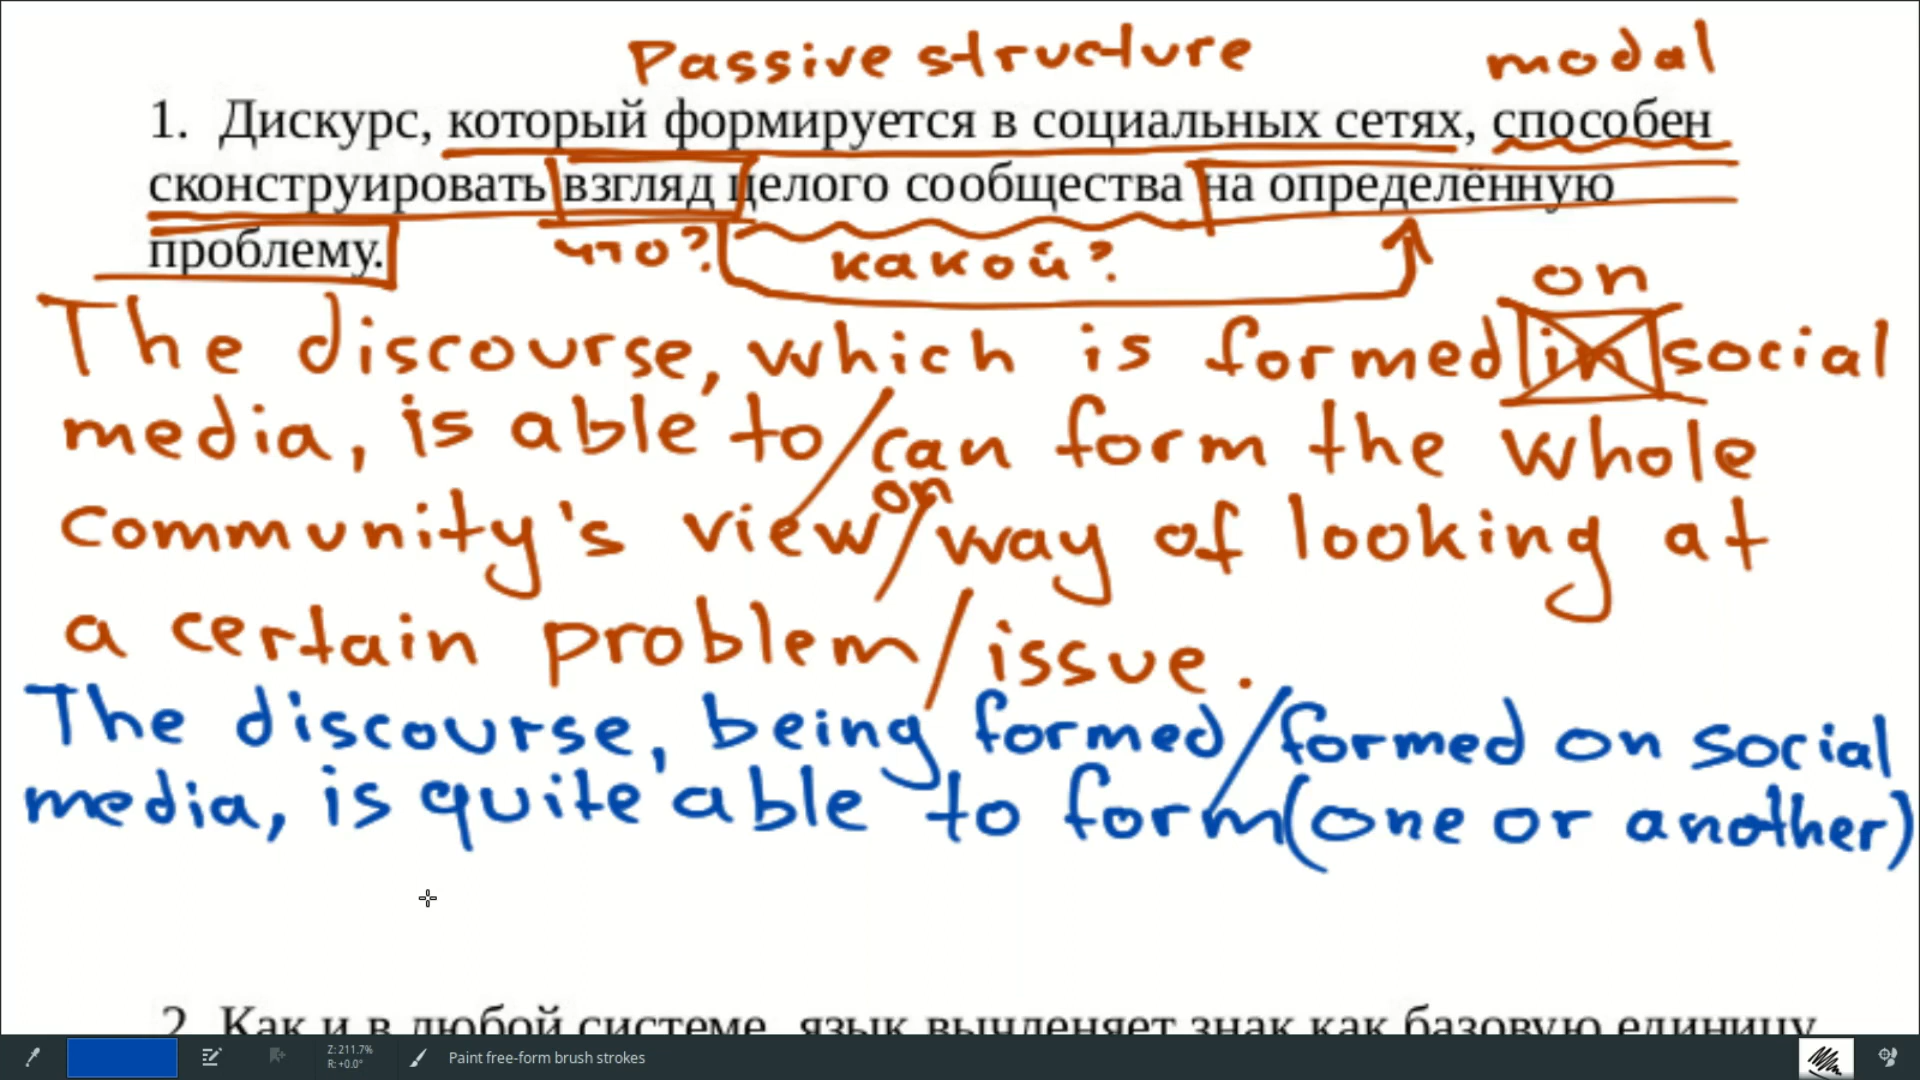 Passive structure modal
1. Дискурс, который формируется в социальных сетях, способен
сконструировать взгляд целого сообщества на определённую
проблему. что? какой?
on
The discourse, which is formed in social
media, is able to/can form the whole
on
community's view/way of looking at
a certain problem/issue.
The discourse, being formed/formed on social
media, is quite able to form (one or another)
2. Как и в любой системе, язык вычленяет знак как базовую единицу
Z: 211.7%
R: +0.0°
Paint free-form brush strokes